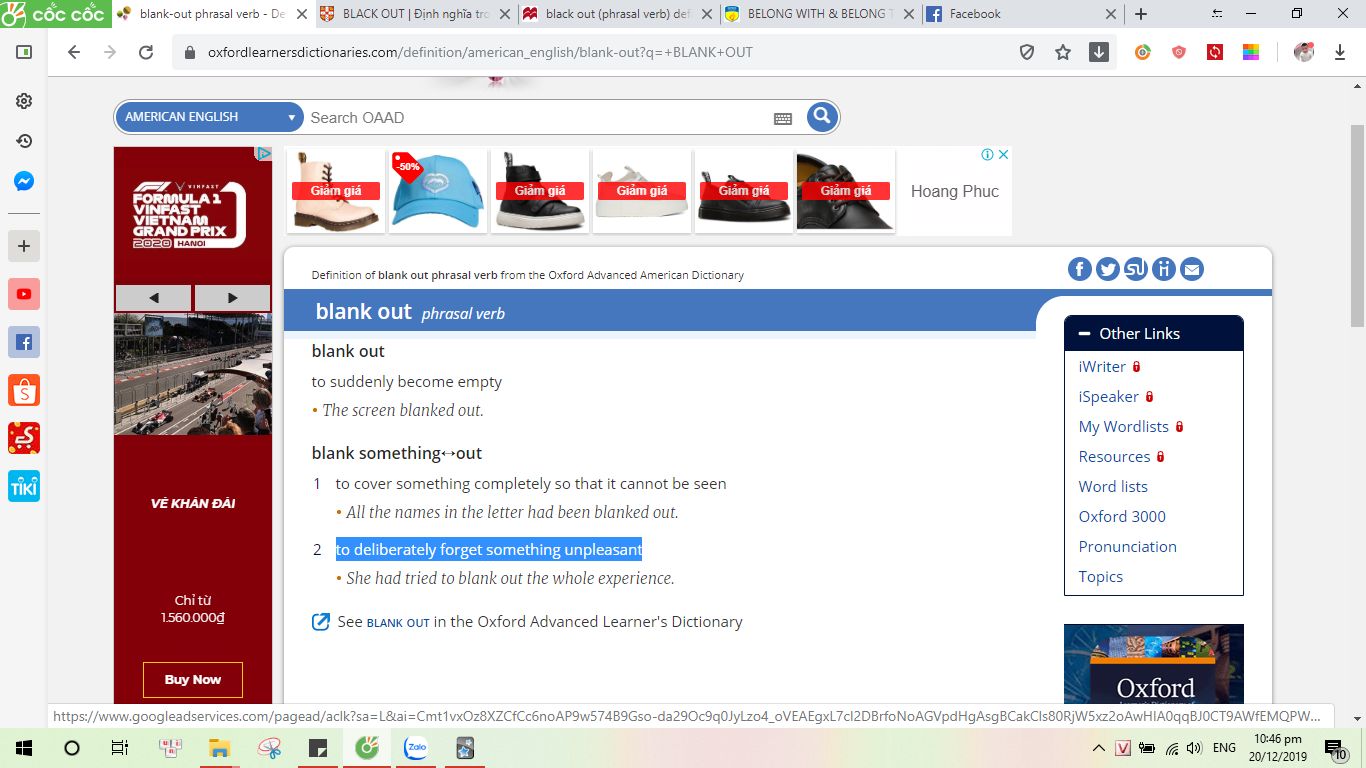 cốc cốc
blank-out phrasal verb - De
BLACK OUT | Định nghĩa tro
black out (phrasal verb) def
BELONG WITH & BELONG T
Facebook
oxfordlearnersdictionaries.com/definition/american_english/blank-out?q=+BLANK+OUT
AMERICAN ENGLISH
Search OAAD
VINFAST
FORMULA 1
VINFAST
VIETNAM
GRAND PRIX
2020 HANOI
VÉ KHÁN ĐÀI
Chỉ từ
1.560.000₫
Buy Now
Giảm giá
-50%
Giảm giá
Giảm giá
Giảm giá
Giảm giá
Hoang Phuc
Definition of blank out phrasal verb from the Oxford Advanced American Dictionary
blank out phrasal verb
blank out
to suddenly become empty
• The screen blanked out.
blank something↔out
1 to cover something completely so that it cannot be seen
• All the names in the letter had been blanked out.
2 to deliberately forget something unpleasant
• She had tried to blank out the whole experience.
See BLANK OUT in the Oxford Advanced Learner's Dictionary
Other Links
iWriter
iSpeaker
My Wordlists
Resources
Word lists
Oxford 3000
Pronunciation
Topics
Oxford
TIKI
https://www.googleadservices.com/pagead/aclk?sa=L&ai=Cmt1vxOz8XZCfCc6noAP9w574B9Gso-da29Oc9q0JyLzo4_oVEAEgxL7cI2DBrfoNoAGVpdHgAsgBCakCIs80RjW5xz2oAwHIA0qqBJ0CT9AWfEMQPW...
Zalo
V
ENG
10:46 pm
20/12/2019
10